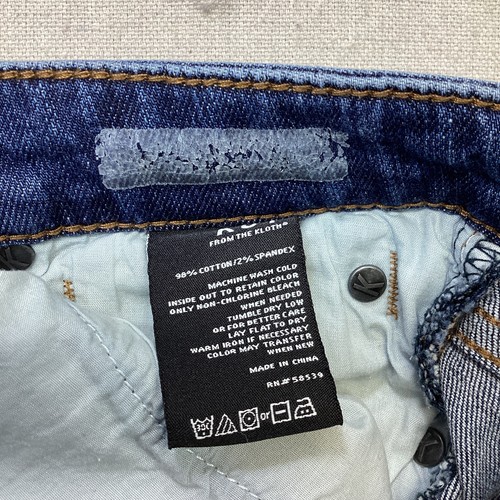 FROM THE KLOTH®
98% COTTON/2% SPANDEX
MACHINE WASH COLD
INSIDE OUT TO RETAIN COLOR
ONLY NON-CHLORINE BLEACH
WHEN NEEDED
TUMBLE DRY LOW
OR FOR BETTER CARE
LAY FLAT TO DRY
WARM IRON IF NECESSARY
COLOR MAY TRANSFER
WHEN NEW
MADE IN CHINA
RN# 58539
30C or
K
K